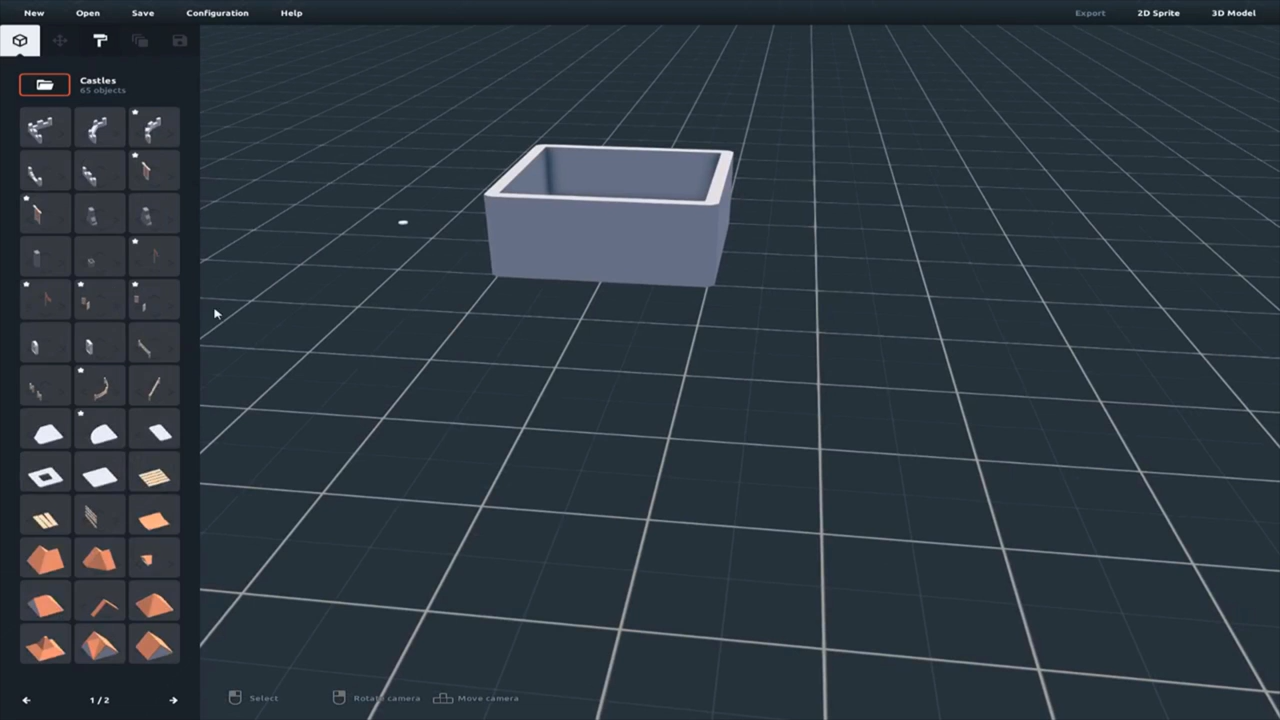 New Open Save Configuration Help Export 2D Sprite 3D Model
Castles
65 objects
1 / 2
Select Rotate camera Move camera